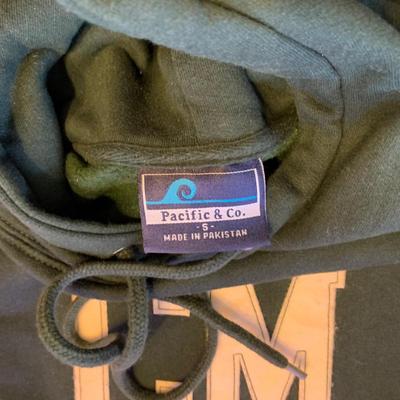 Pacific & Co.
-S-
MADE IN PAKISTAN